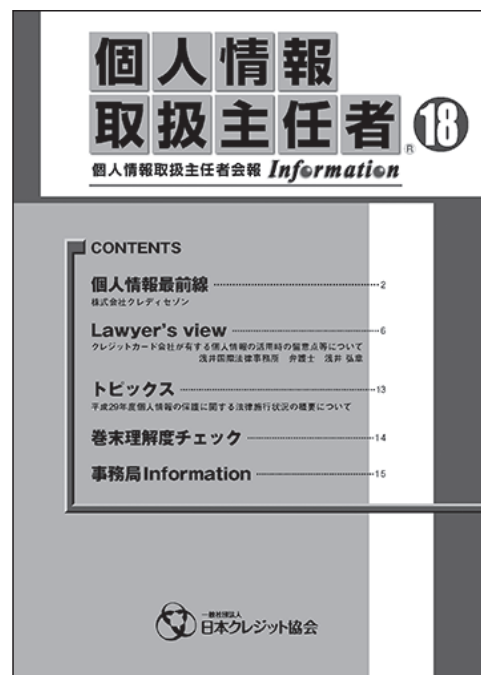 個人情報
取扱主任者® 18
個人情報取扱主任者会報 Information
CONTENTS
個人情報最前線 2
株式会社クレディセゾン
Lawyer's view 6
クレジットカード会社が有する個人情報の活用時の留意点等について
浅井国際法律事務所 弁護士 浅井 弘章
トピックス 13
平成29年度個人情報の保護に関する法律施行状況の概要について
巻末理解度チェック 14
事務局Information 15
一般社団法人
日本クレジット協会